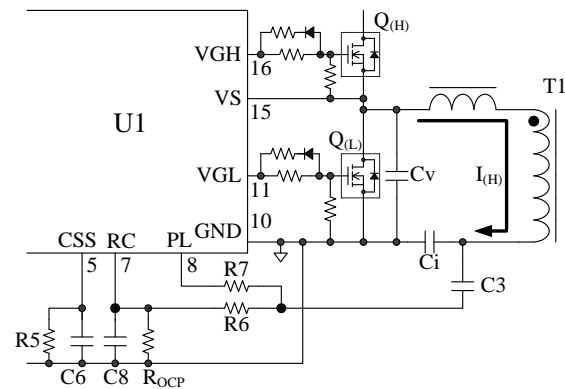 Q(H)
VGH
16
T1
VS
15
U1
Q(L)
VGL
11
Cv
I(H)
GND
10
CSS
RC
PL
5
7
8
Ci
R7
C3
R6
R5
C6
C8
ROCP